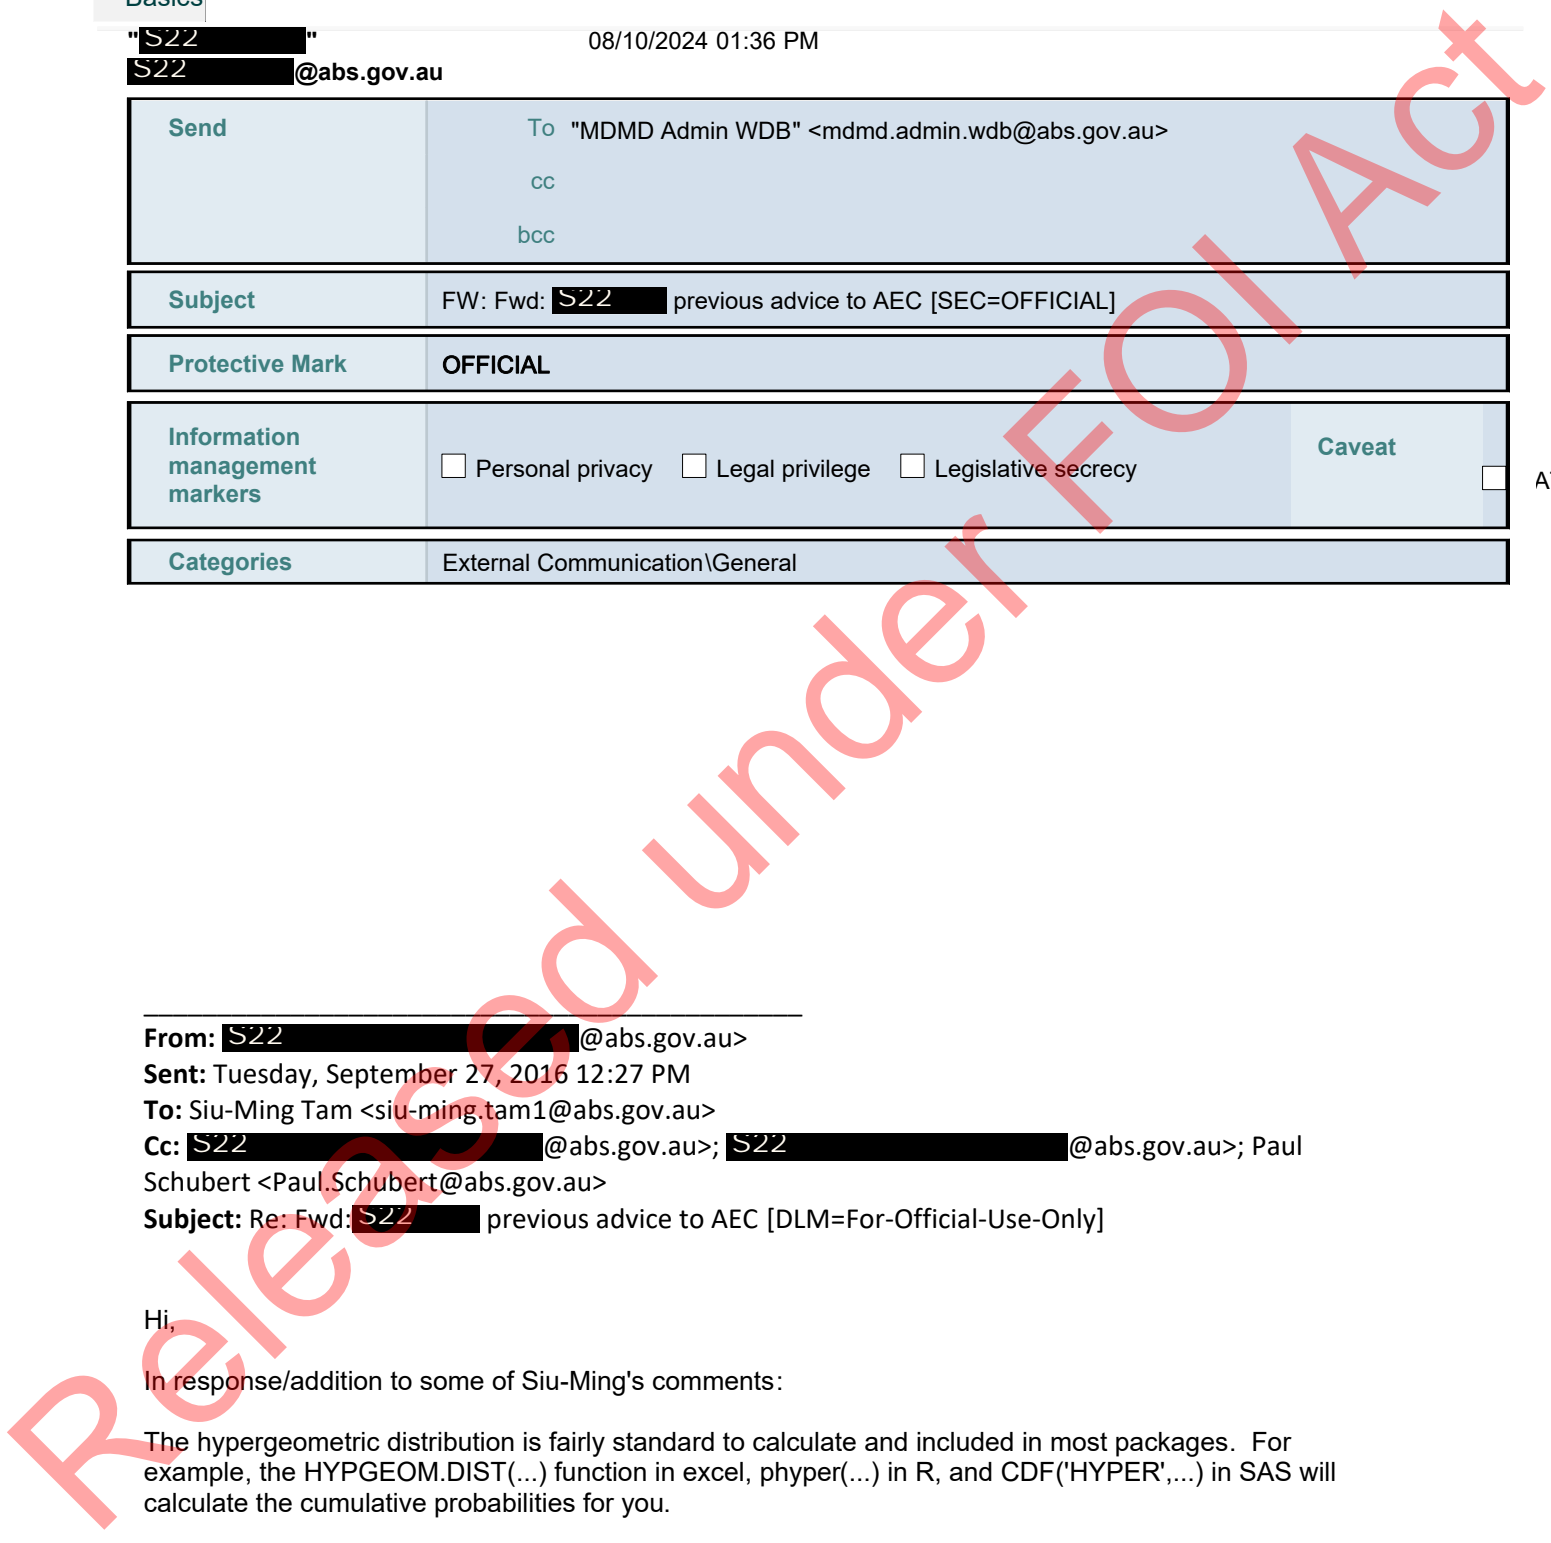 Basics
"S22" 08/10/2024 01:36 PM
S22@abs.gov.au
Send To "MDMD Admin WDB" <mdmd.admin.wdb@abs.gov.au>
cc
bcc
Subject FW: Fwd: S22 previous advice to AEC [SEC=OFFICIAL]
Protective Mark OFFICIAL
Information
management
markers
Personal privacy Legal privilege Legislative secrecy Caveat
Categories External Communication\General
From: S22@abs.gov.au>
Sent: Tuesday, September 27, 2016 12:27 PM
To: Siu-Ming Tam <siu-ming.tam1@abs.gov.au>
Cc: S22@abs.gov.au>; S22@abs.gov.au>; Paul
Schubert <Paul.Schubert@abs.gov.au>
Subject: Re: Fwd: S22 previous advice to AEC [DLM=For-Official-Use-Only]
Hi,
In response/addition to some of Siu-Ming's comments:
The hypergeometric distribution is fairly standard to calculate and included in most packages. For
example, the HYPGEOM.DIST(...) function in excel, phyper(...) in R, and CDF('HYPER',...) in SAS will
calculate the cumulative probabilities for you.
Released under FOI Act